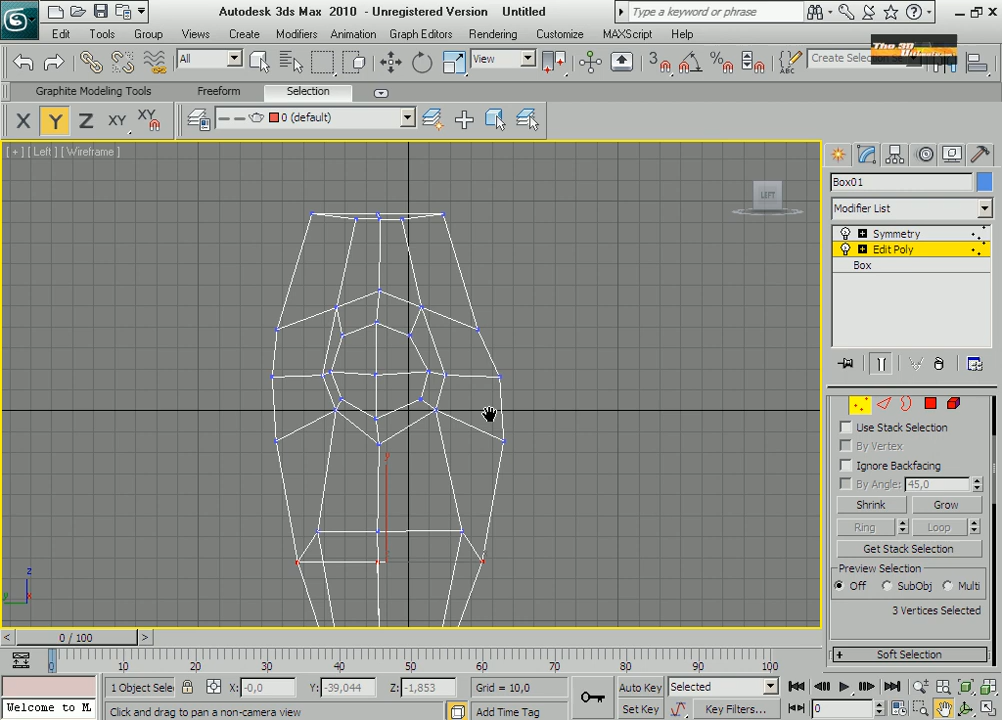 Autodesk 3ds Max 2010 - Unregistered Version Untitled
Type a keyword or phrase
Edit Tools Group Views Create Modifiers Animation Graph Editors Rendering Customize MAXScript Help
All View 3 % ABC Create Se
The 3D
Graphite Modeling Tools Freeform Selection
X Y Z XY XY 0 (default)
[ + ] [ Left ] [ Wireframe ]
LEFT
Box01
Modifier List
Symmetry
Edit Poly
Box
Use Stack Selection
By Vertex
Ignore Backfacing
By Angle: 45,0
Shrink Grow
Ring Loop
Get Stack Selection
Preview Selection
Off SubObj Multi
3 Vertices Selected
Soft Selection
y
z
y x
0 / 100
0 10 20 30 40 50 60 70 80 90 100
1 Object Sele X: -0,0 Y: -39,044 Z: -1,853 Grid = 10,0 Auto Key Selected
Welcome to M. Click and drag to pan a non-camera view Add Time Tag Set Key Key Filters... 0